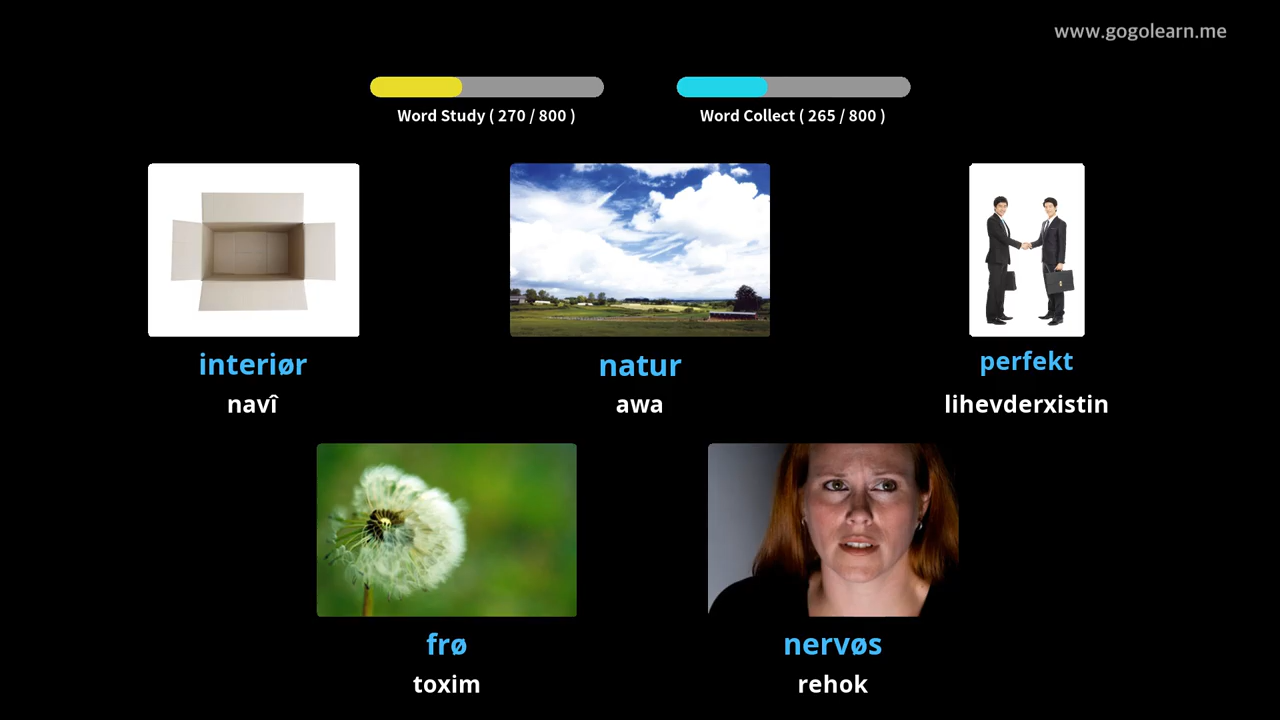 www.gogolearn.me
Word Study ( 270 / 800 )
Word Collect ( 265 / 800 )
interiør
natur
perfekt
navî
awa
lihevderxistin
frø
nervøs
toxim
rehok